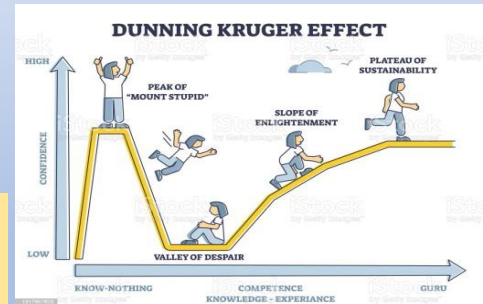 DUNNING KRUGER EFFECT
HIGH
PEAK OF
"MOUNT STUPID"
PLATEAU OF
SUSTAINABILITY
SLOPE OF
ENLIGHTENMENT
CONFIDENCE
LOW
VALLEY OF DESPAIR
KNOW-NOTHING
COMPETENCE
GURU
KNOWLEDGE - EXPERIANCE